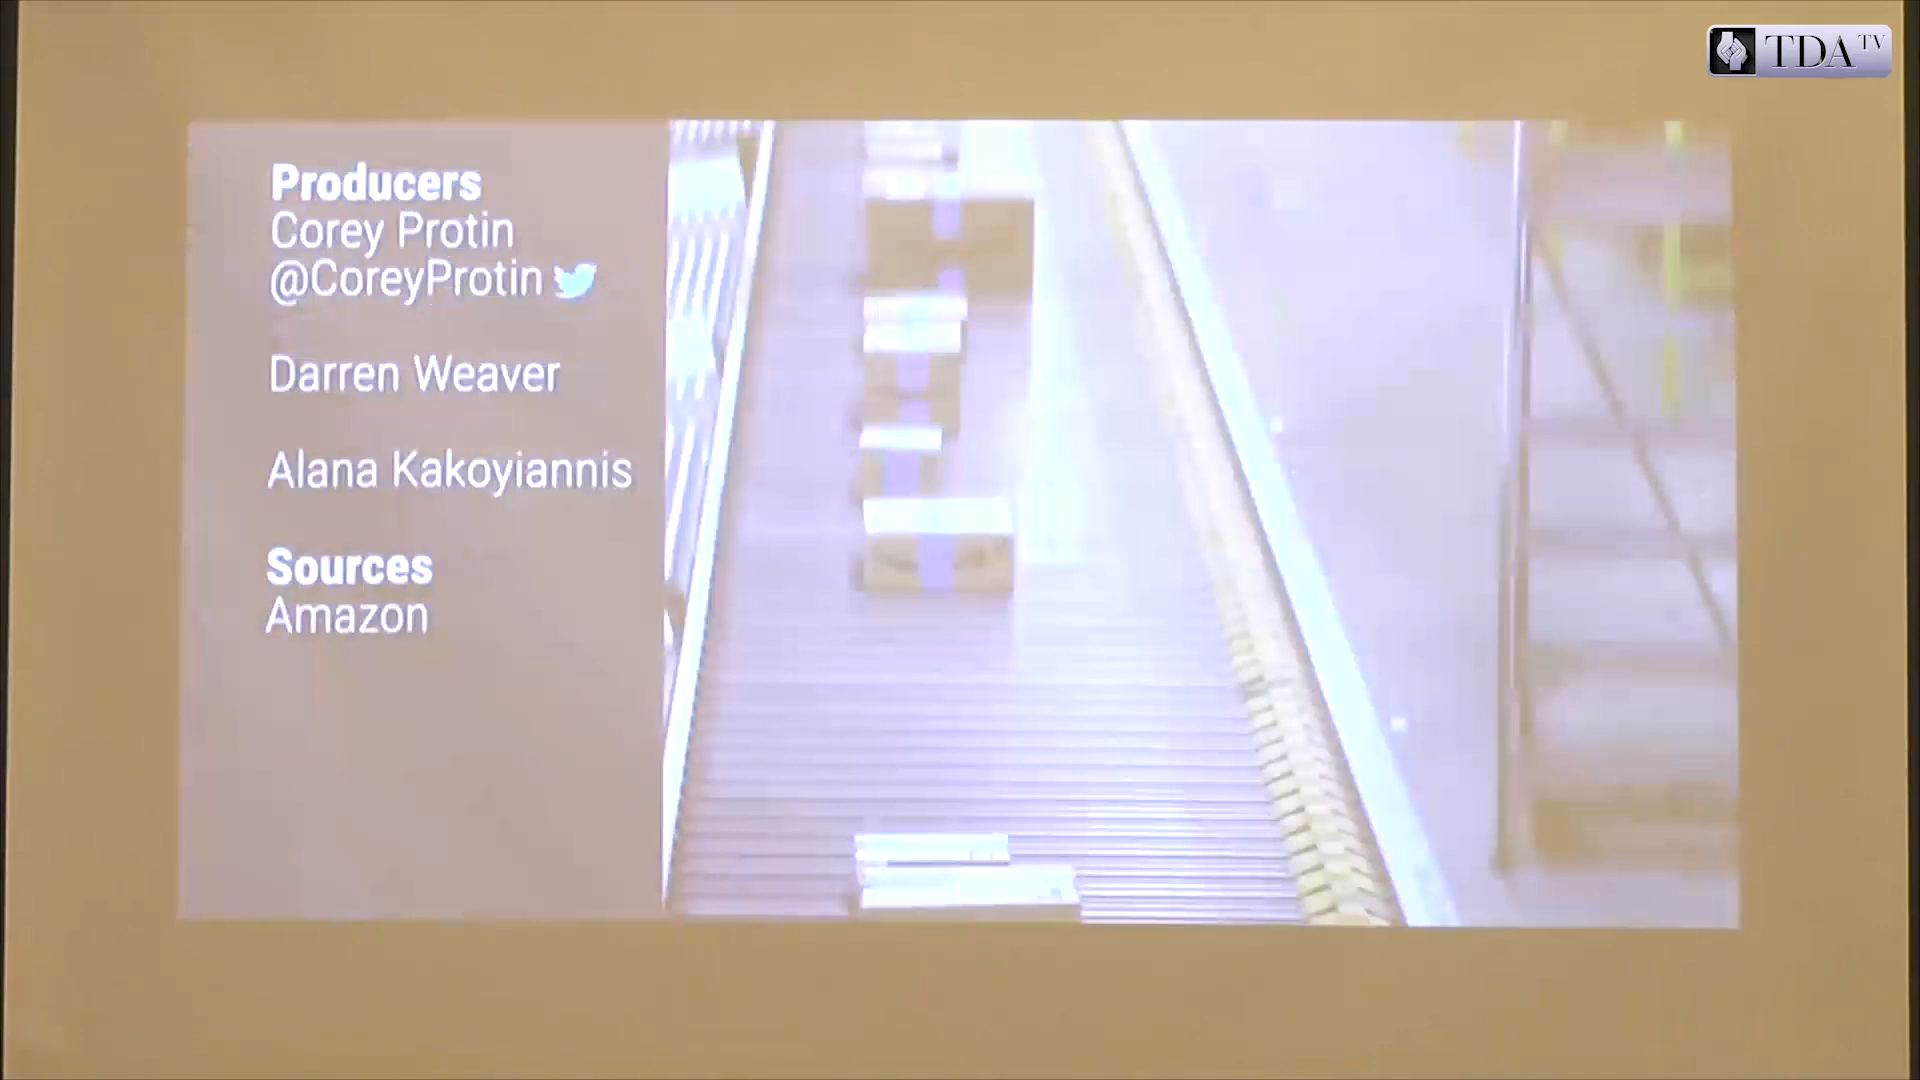 TDA TV
Producers
Corey Protin
@CoreyProtin
Darren Weaver
Alana Kakoyiannis
Sources
Amazon